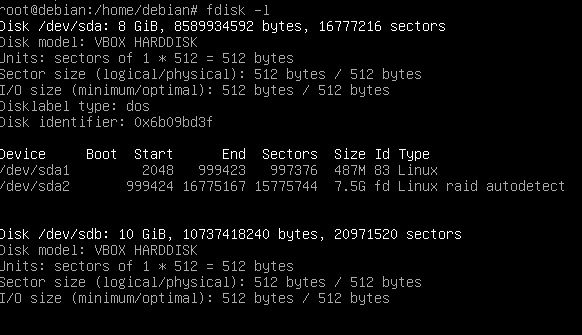 root@debian:/home/debian# fdisk -l
Disk /dev/sda: 8 GiB, 8589934592 bytes, 16777216 sectors
Disk model: VBOX HARDDISK
Units: sectors of 1 * 512 = 512 bytes
Sector size (logical/physical): 512 bytes / 512 bytes
I/O size (minimum/optimal): 512 bytes / 512 bytes
Disklabel type: dos
Disk identifier: 0x6b09bd3f
Device     Boot  Start      End  Sectors  Size Id Type
/dev/sda1         2048   999423   997376  487M 83 Linux
/dev/sda2       999424 16775167 15775744  7.5G fd Linux raid autodetect
Disk /dev/sdb: 10 GiB, 10737418240 bytes, 20971520 sectors
Disk model: VBOX HARDDISK
Units: sectors of 1 * 512 = 512 bytes
Sector size (logical/physical): 512 bytes / 512 bytes
I/O size (minimum/optimal): 512 bytes / 512 bytes